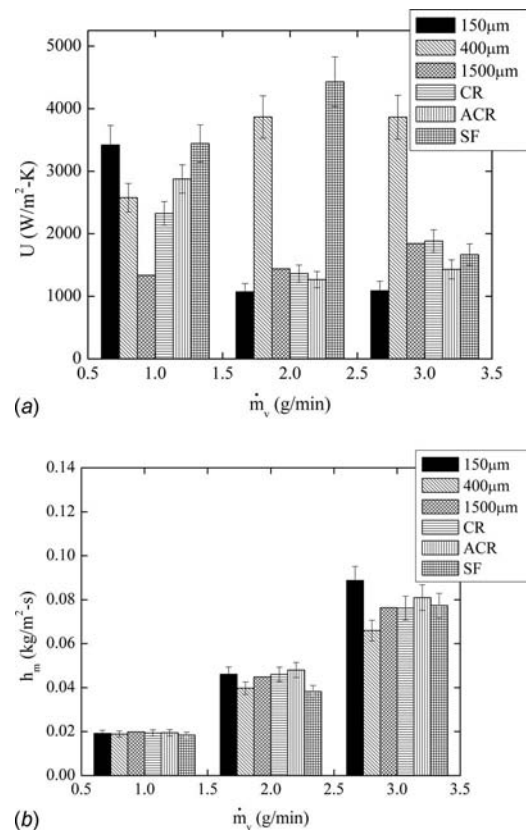 150μm
400μm
1500μm
CR
ACR
SF
5000
4000
3000
2000
1000
0
U (W/m²-K)
0.5 1.0 1.5 2.0 2.5 3.0 3.5
ṁᵥ (g/min)
(a)
150μm
400μm
1500μm
CR
ACR
SF
0.14
0.12
0.10
0.08
0.06
0.04
0.02
0.00
hₘ (kg/m²-s)
0.5 1.0 1.5 2.0 2.5 3.0 3.5
ṁᵥ (g/min)
(b)